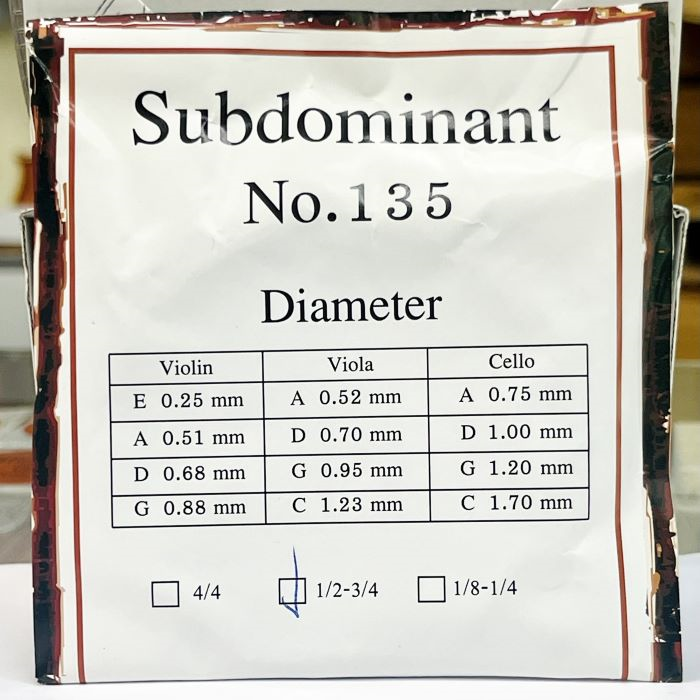 Subdominant
No.135
Diameter
Violin Viola Cello
E 0.25 mm A 0.52 mm A 0.75 mm
A 0.51 mm D 0.70 mm D 1.00 mm
D 0.68 mm G 0.95 mm G 1.20 mm
G 0.88 mm C 1.23 mm C 1.70 mm
4/4 1/2-3/4 1/8-1/4